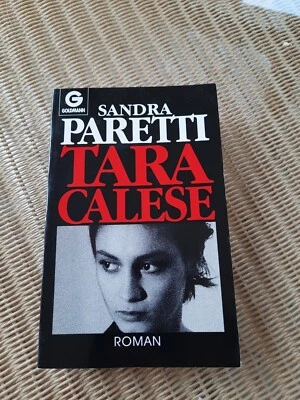 G
GOLDMANN
SANDRA
PARETTI
TARA
CALESE
ROMAN